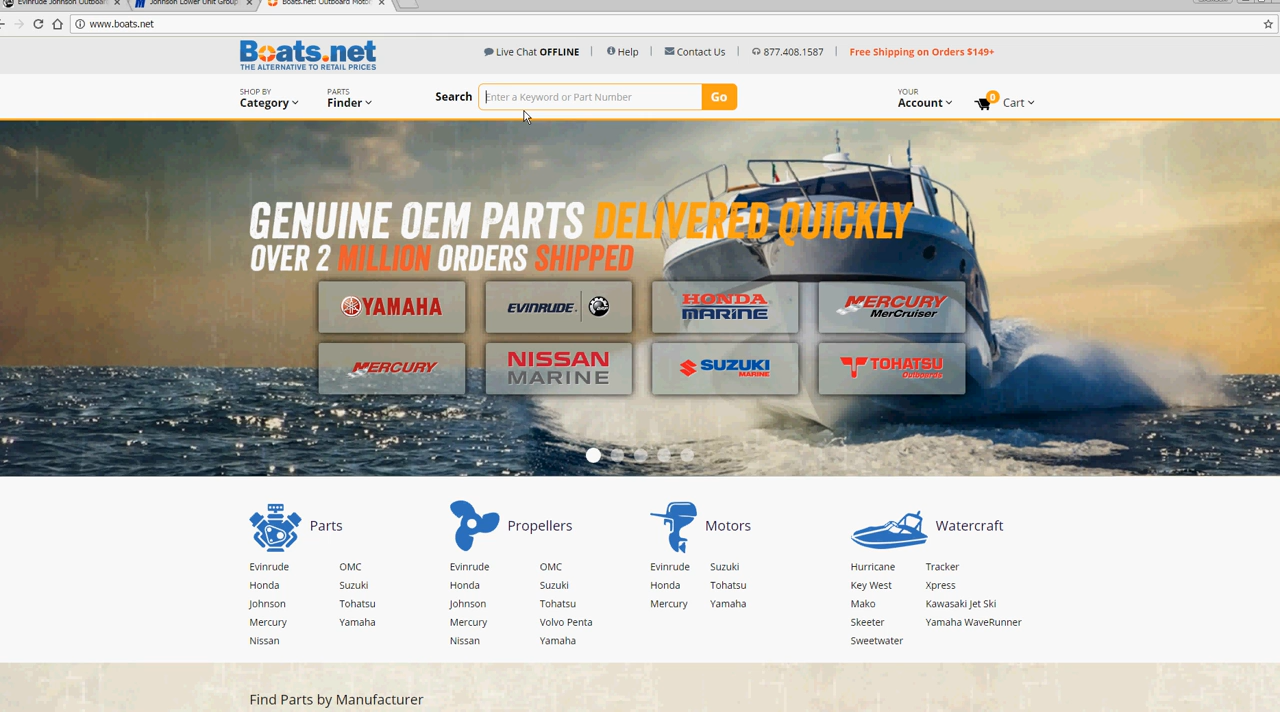 Evinrude Johnson Outboar
Johnson Lower Unit Group
Boats.net: Outboard Motor
www.boats.net
Boats.net
THE ALTERNATIVE TO RETAIL PRICES
Live Chat OFFLINE
Help
Contact Us
877.408.1587
Free Shipping on Orders $149+
SHOP BY
Category
PARTS
Finder
Search
Enter a Keyword or Part Number
Go
YOUR
Account
0
Cart
GENUINE OEM PARTS DELIVERED QUICKLY
OVER 2 MILLION ORDERS SHIPPED
YAMAHA
EVINRUDE
HONDA
MARINE
MERCURY
MerCruiser
MERCURY
NISSAN
MARINE
SUZUKI
MARINE
TOHATSU
Outboards
Parts
Evinrude
Honda
Johnson
Mercury
Nissan
OMC
Suzuki
Tohatsu
Yamaha
Propellers
Evinrude
Honda
Johnson
Mercury
Nissan
OMC
Suzuki
Tohatsu
Volvo Penta
Yamaha
Motors
Evinrude
Honda
Mercury
Suzuki
Tohatsu
Yamaha
Watercraft
Hurricane
Key West
Mako
Skeeter
Sweetwater
Tracker
Xpress
Kawasaki Jet Ski
Yamaha WaveRunner
Find Parts by Manufacturer